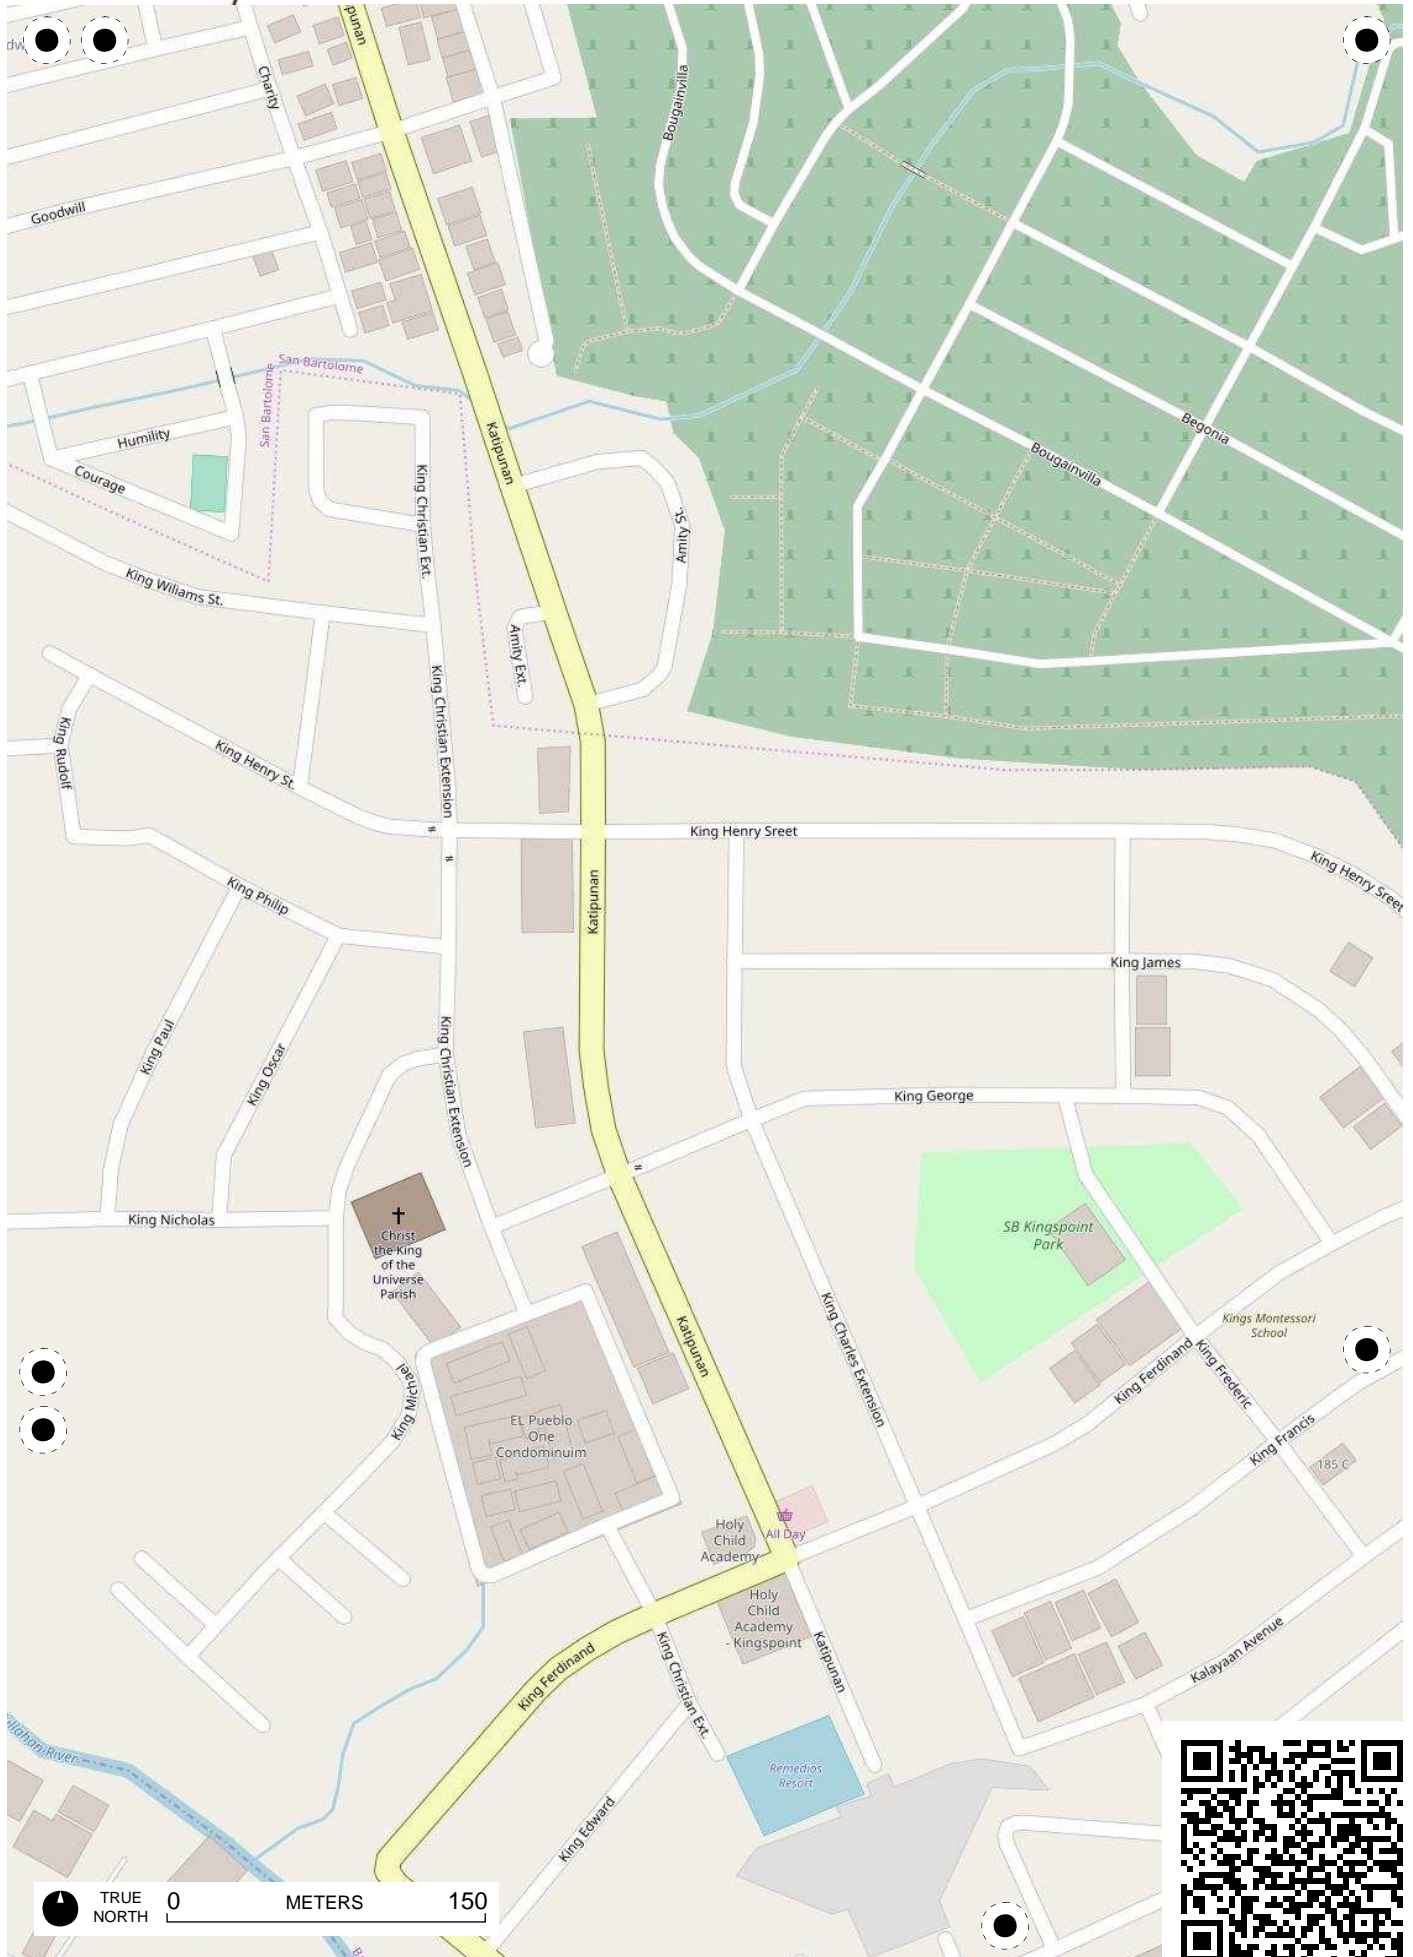 Charity
Bougainvilla
Goodwill
San Bartolome
San Bartolome
Humility
Courage
Katipunan
King Christian Ext.
Amity St.
Begonia
Bougainvilla
King Wiliams St.
Amity Ext.
King Christian Extension
King Rudolf
King Henry St.
King Henry Sreet
King Henry Sreet
King Philip
Katipunan
King James
King Paul
King Oscar
King Christian Extension
King George
King Nicholas
Christ
the King
of the
Universe
Parish
SB Kingspoint
Park
King Charles Extension
Kings Montessori
School
Katipunan
King Michael
King Ferdinand
King Frederic
King Francis
EL Pueblo
One
Condominuim
185 C
Holy
Child
Academy
All Day
Holy
Child
Academy
- Kingspoint
King Ferdinand
King Christian Ext.
Katipunan
Kalayaan Avenue
Remedios
Resort
King Edward
TRUE
NORTH
0 METERS 150